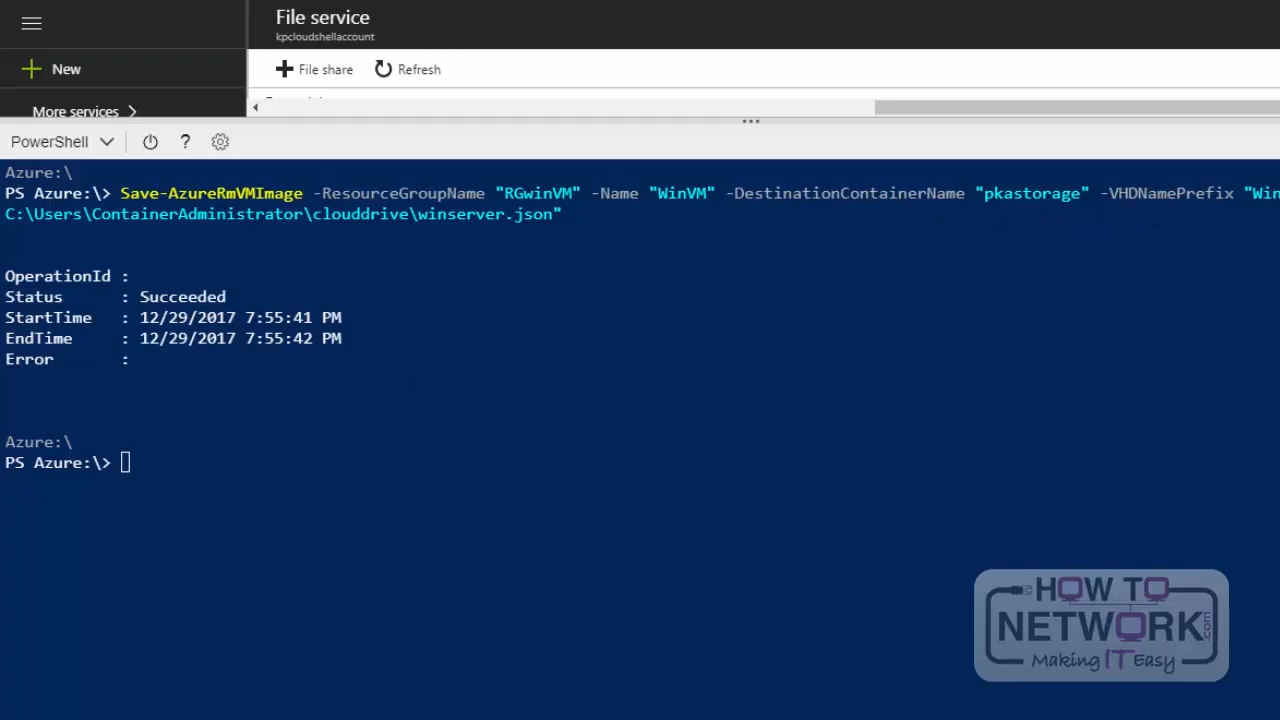 File service
kpcloudshellaccount
New
File share
Refresh
More services
PowerShell
?
Azure:\
PS Azure:\> Save-AzureRmVMImage -ResourceGroupName "RGwinVM" -Name "WinVM" -DestinationContainerName "pkastorage" -VHDNamePrefix "Win
C:\Users\ContainerAdministrator\clouddrive\winserver.json"
OperationId :
Status : Succeeded
StartTime : 12/29/2017 7:55:41 PM
EndTime : 12/29/2017 7:55:42 PM
Error :
Azure:\
PS Azure:\>
HOW TO
NETWORK.com
Making IT Easy